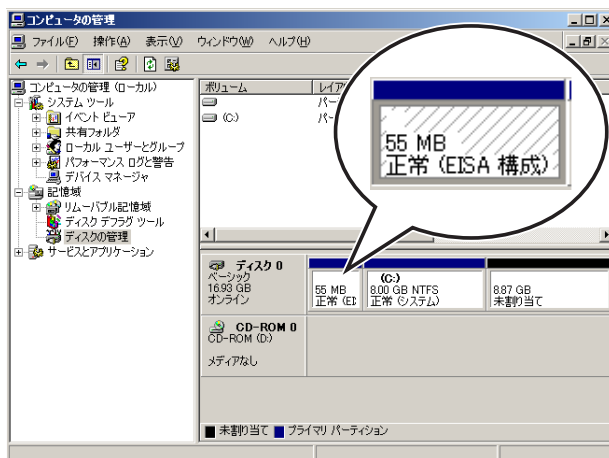 コンピュータの管理
ファイル(F) 操作(A) 表示(V) ウィンドウ(W) ヘルプ(H)
コンピュータの管理 (ローカル)
システム ツール
イベント ビューア
共有フォルダ
ローカル ユーザーとグループ
パフォーマンス ログと警告
デバイス マネージャ
記憶域
リムーバブル記憶域
ディスク デフラグ ツール
ディスクの管理
サービスとアプリケーション
ボリューム
レイア
パー
(C:)
パー
55 MB
正常 (EISA 構成)
ディスク 0
ベーシック
16.93 GB
オンライン
55 MB
正常 (EI
(C:)
8.00 GB NTFS
正常 (システム)
8.87 GB
未割り当て
CD-ROM 0
CD-ROM (D:)
メディアなし
未割り当て プライマリ パーティション